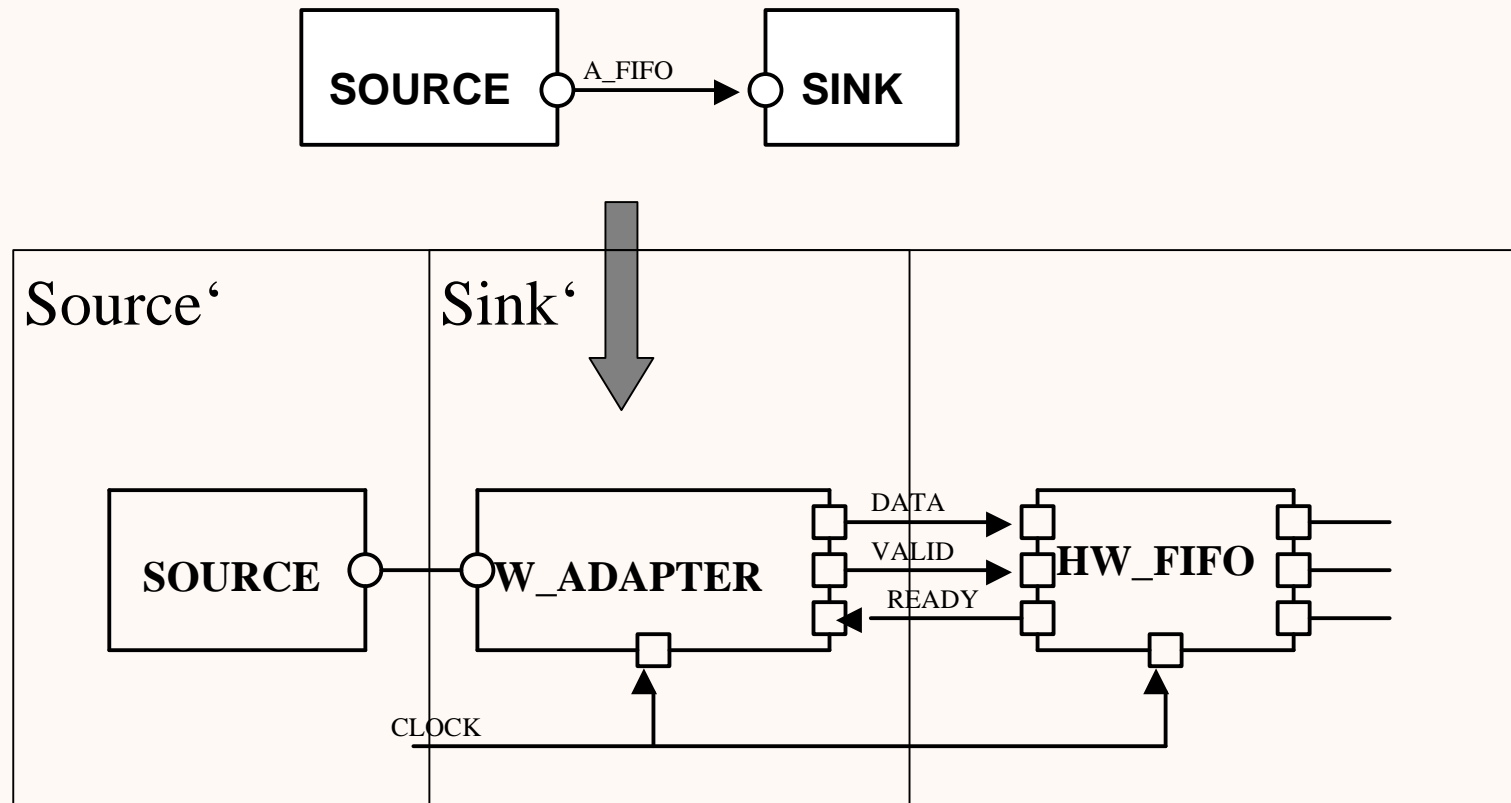 SOURCE
A_FIFO
SINK
Source‘
Sink‘
DATA
VALID
READY
SOURCE
W_ADAPTER
HW_FIFO
CLOCK